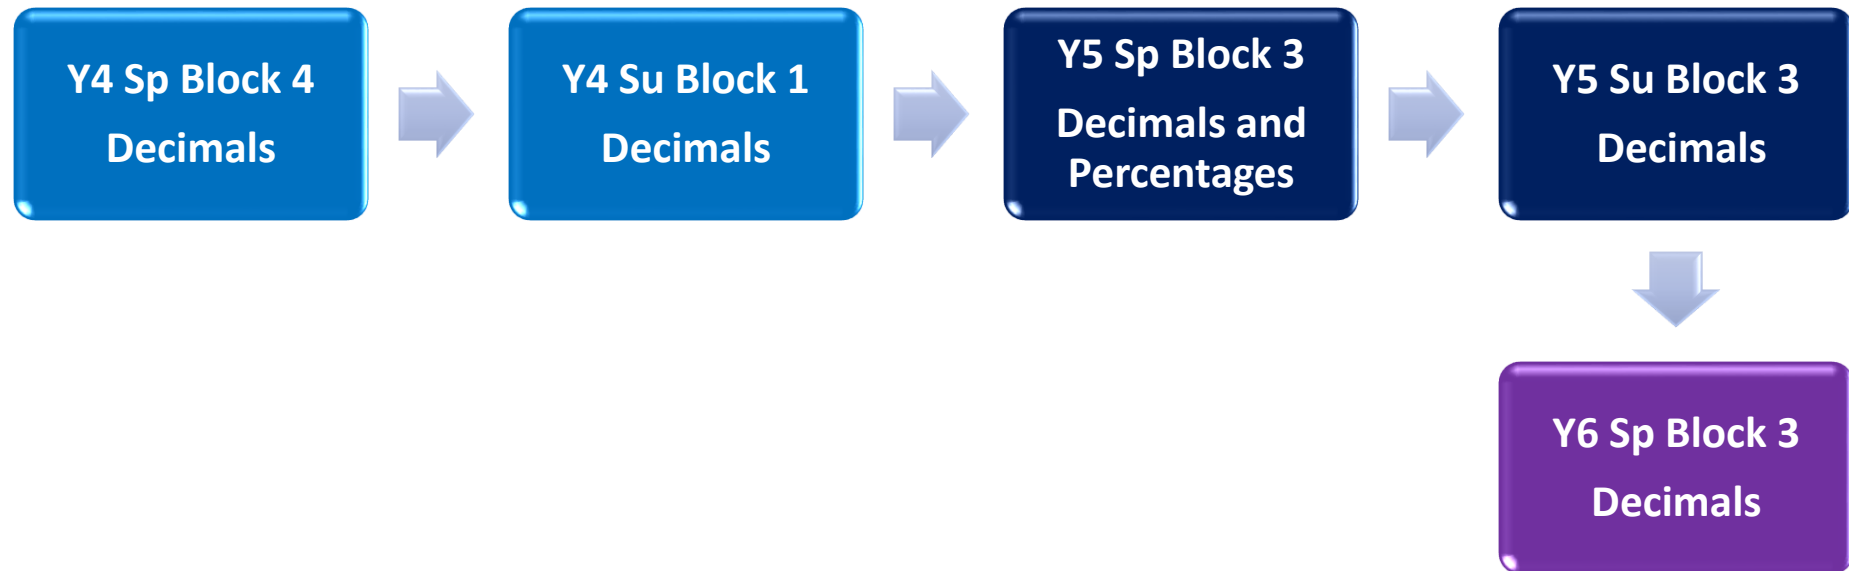 Y4 Sp Block 4
Decimals
Y4 Su Block 1
Decimals
Y5 Sp Block 3
Decimals and
Percentages
Y5 Su Block 3
Decimals
Y6 Sp Block 3
Decimals